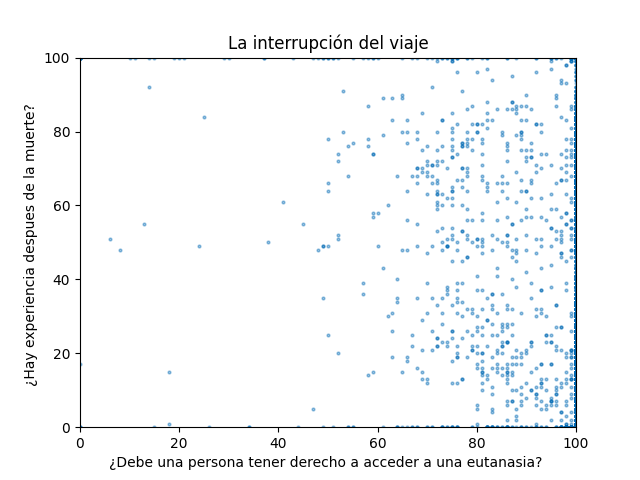 La interrupción del viaje
100
80
60
40
20
0
¿Hay experiencia despues de la muerte?
0 20 40 60 80 100
¿Debe una persona tener derecho a acceder a una eutanasia?